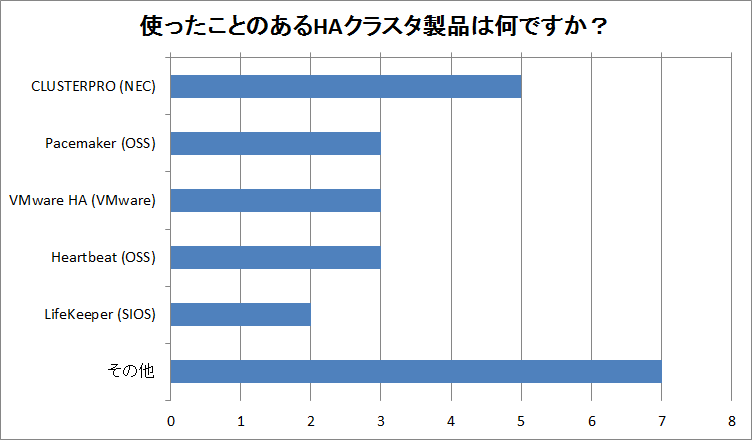 使ったことのあるHAクラスタ製品は何ですか？
CLUSTERPRO (NEC)
Pacemaker (OSS)
VMware HA (VMware)
Heartbeat (OSS)
LifeKeeper (SIOS)
その他
0 1 2 3 4 5 6 7 8